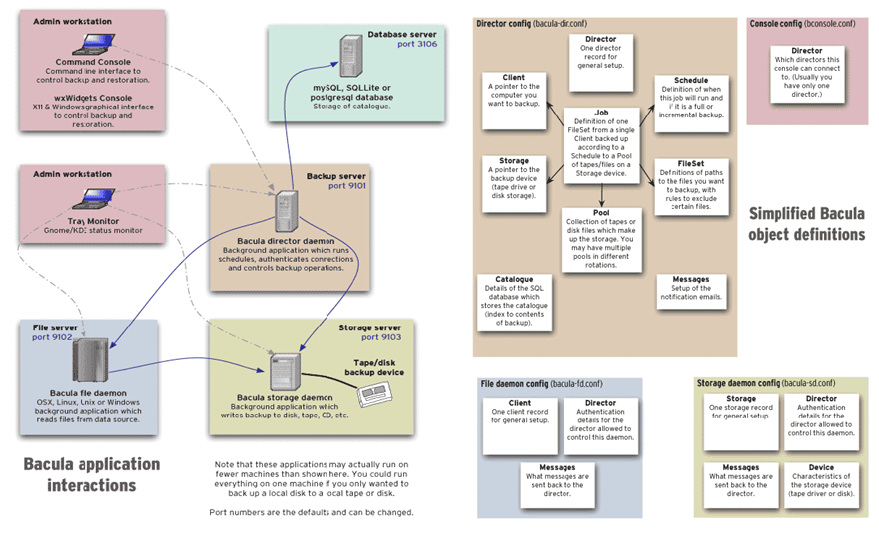 Admin workstation
Command Console
Command line interface to
control backup and restoration.
wxWidgets Console
X11 & Windowsgraphical interface
to control backup and
restoration.
Database server
port 3106
mySQL, SQLLite or
postgresql database
Storage of catalogue.
Admin workstation
Tray Monitor
Gnome/KDE status monitor
Backup server
port 9101
Bacula director daemon
Background application which runs
schedules, authenticates connections
and controls backup operations.
File server
port 9102
Bacula file daemon
OSX, Linux, Unix or Windows
background application which
reads files from data source.
Storage server
port 9103
Tape/disk
backup device
Bacula storage daemon
Background application which
writes backup to disk, tape, CD, etc.
Bacula application
interactions
Note that these applications may actually run on
fewer machines than shown here. You could run
everything on one machine if you only wanted to
back up a local disk to a local tape or disk.
Port numbers are the defaults and can be changed.
Director config (bacula-dir.conf)
Director
One director
record for
general setup.
Client
A pointer to the
computer you
want to backup.
Schedule
Definition of when
this job will run and
if it is a full or
incremental backup.
Job
Definition of one
FileSet from a single
Client backed up
according to a
Schedule to a Pool
of tapes/files on a
Storage device.
Storage
A pointer to the
backup device
(tape drive or
disk storage).
FileSet
Definitions of paths
to the files you want
to backup, with
rules to exclude
certain files.
Pool
Collection of tapes or
disk files which make
up the storage. You
may have multiple
pools in different
rotations.
Catalogue
Details of the SQL
database which
stores the catalogue
(index to contents
of backup).
Messages
Setup of the
notification emails.
Console config (bconsole.conf)
Director
Which directors this
console can connect
to. (Usually you
have only one
director.)
Simplified Bacula
object definitions
File daemon config (bacula-fd.conf)
Client
One client record
for general setup.
Director
Authentication
details for the
director allowed to
control this daemon.
Messages
What messages are
sent back to the
director.
Storage daemon config (bacula-sd.conf)
Storage
One storage record
for general setup.
Director
Authentication
details for the
director allowed to
control this daemon.
Messages
What messages are
sent back to the
director.
Device
Characteristics of
the storage device
(tape driver or disk).